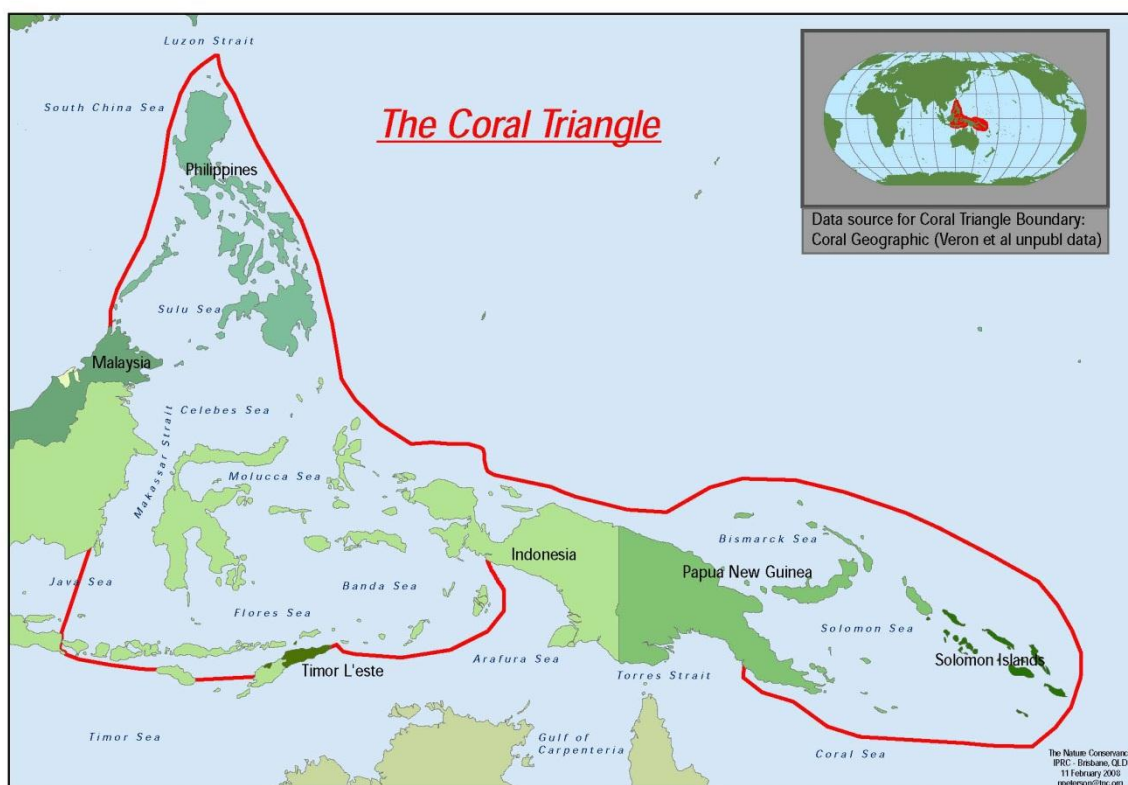 Luzon Strait
South China Sea
The Coral Triangle
Philippines
Data source for Coral Triangle Boundary:
Coral Geographic (Veron et al unpubl data)
Sulu Sea
Malaysia
Celebes Sea
Makassar Strait
Molucca Sea
Bismarck Sea
Indonesia
Papua New Guinea
Java Sea
Banda Sea
Flores Sea
Solomon Sea
Arafura Sea
Solomon Islands
Timor L'este
Torres Strait
Timor Sea
Gulf of
Carpenteria
Coral Sea
The Nature Conservanc
IPRC - Brisbane, QLD
11 February 2008
npeterson@tnc.org